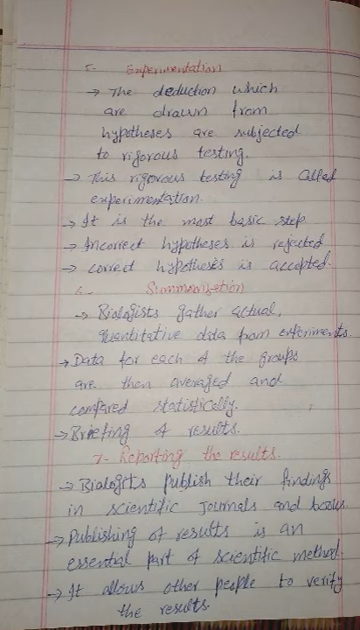 5- Experimentation
→ The deduction which
are drawn from
hypotheses are subjected
to rigorous testing.
→ This rigorous testing is called
experimentation
→ It is the most basic step
→ Incorrect hypotheses is rejected
→ correct hypothesis is accepted.
6- Summarization
→ Biologists gather actual,
quantitative data from experiments.
→ Data for each of the groups
are then averaged and
compared statistically.
→ Briefing of results.
7- Reporting the results.
→ Biologists publish their findings
in scientific Journals and books
→ Publishing of results is an
essential part of scientific method.
→ It allows other people to verify
the results.